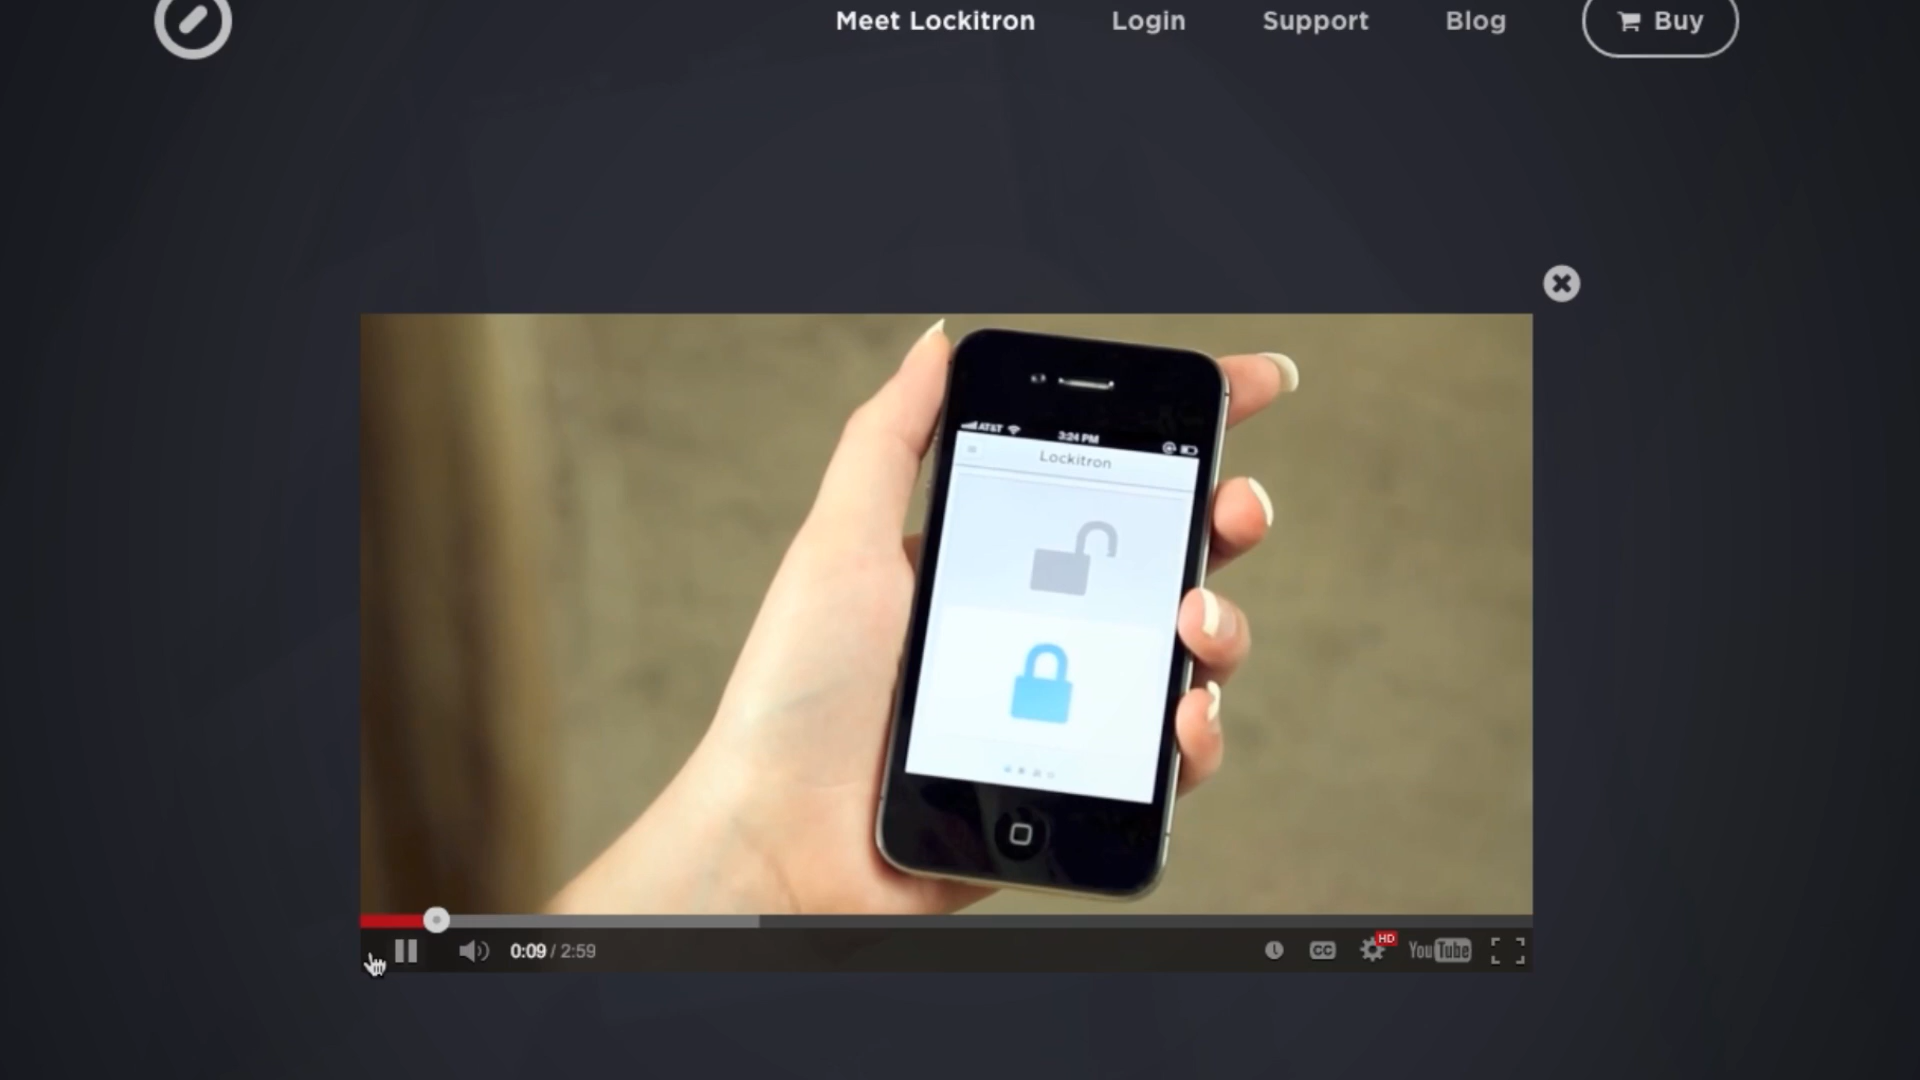 Meet Lockitron Login Support Blog Buy
AT&T 3:24 PM
Lockitron
0:09 / 2:59 CC HD YouTube